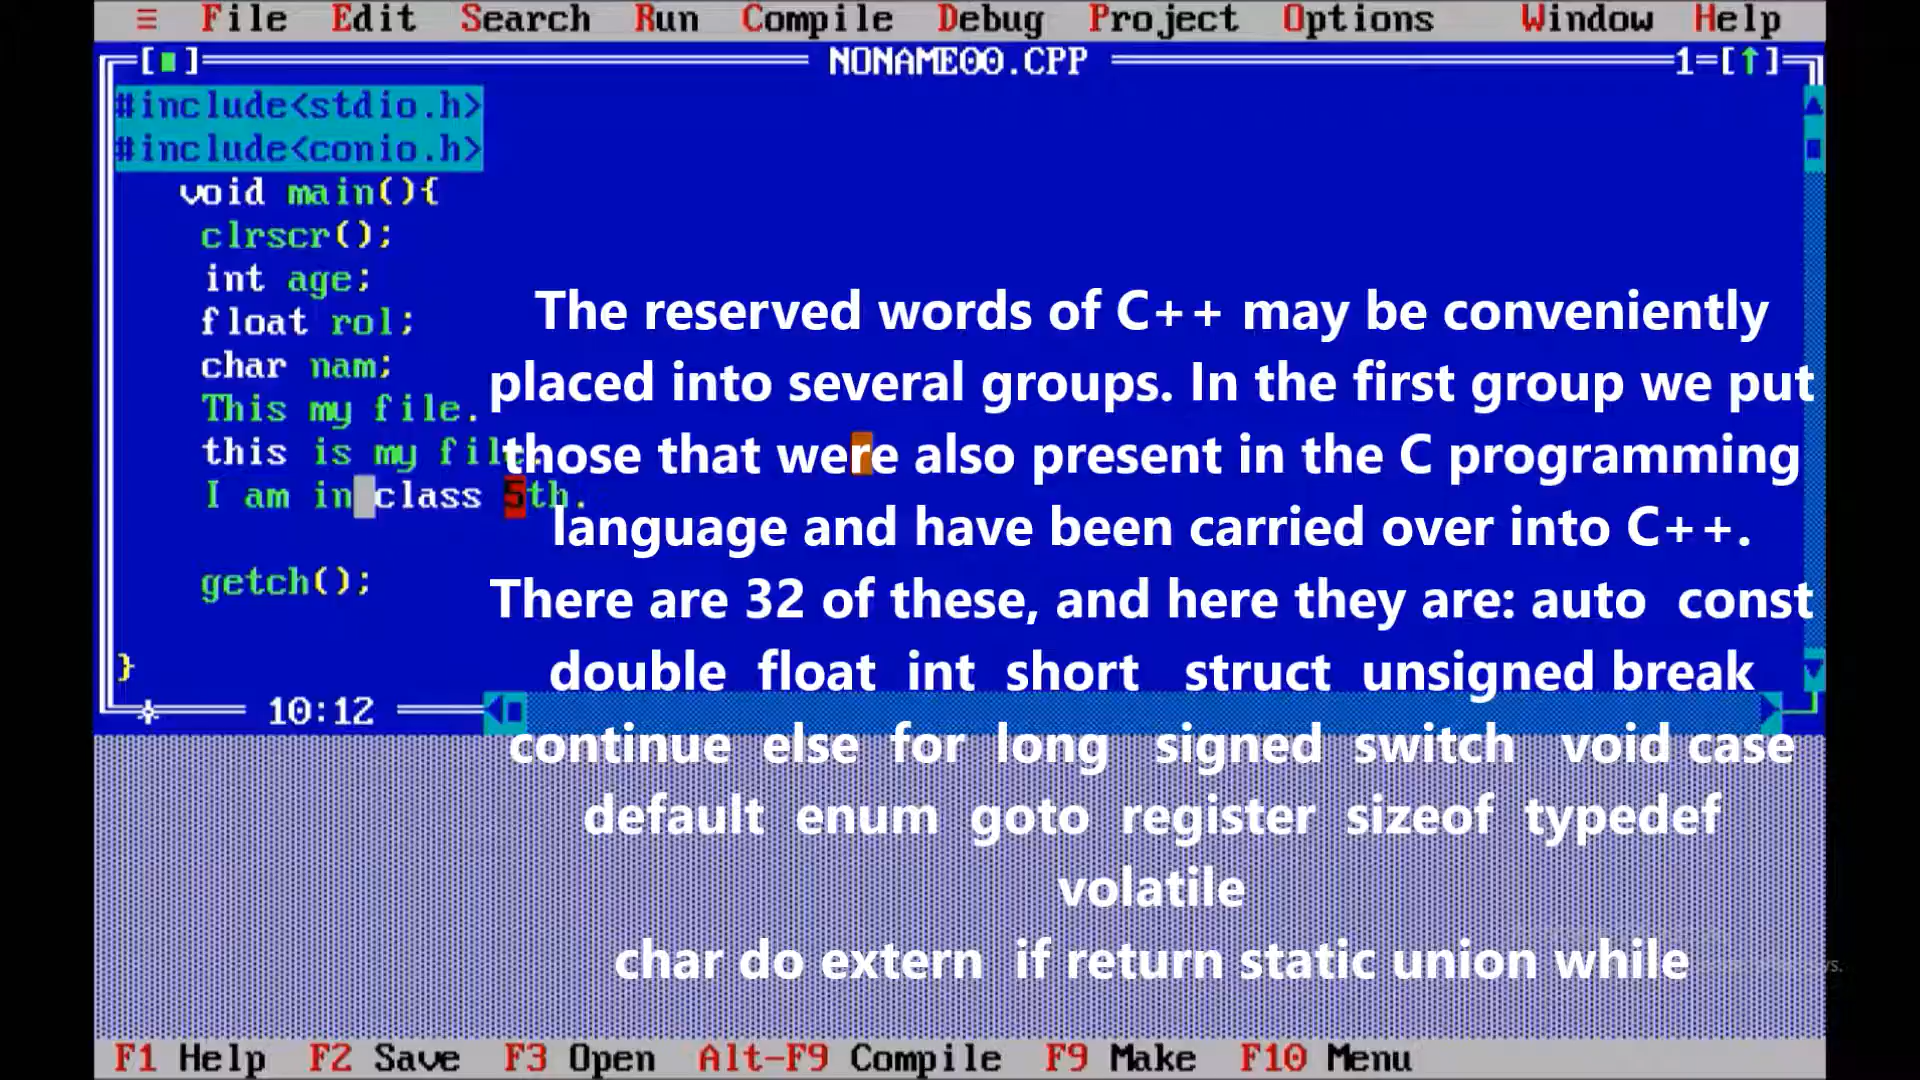 ≡ File Edit Search Run Compile Debug Project Options Window Help
[■] NONAME00.CPP 1=[↑]
#include<stdio.h>
#include<conio.h>
void main(){
clrscr();
int age;
float rol;
char nam;
This my file.
this is my file.
I am in class 5th.
getch();
}
10:12
The reserved words of C++ may be conveniently
placed into several groups. In the first group we put
those that were also present in the C programming
language and have been carried over into C++.
There are 32 of these, and here they are: auto const
double float int short struct unsigned break
continue else for long signed switch void case
default enum goto register sizeof typedef
volatile
char do extern if return static union while
F1 Help F2 Save F3 Open Alt-F9 Compile F9 Make F10 Menu